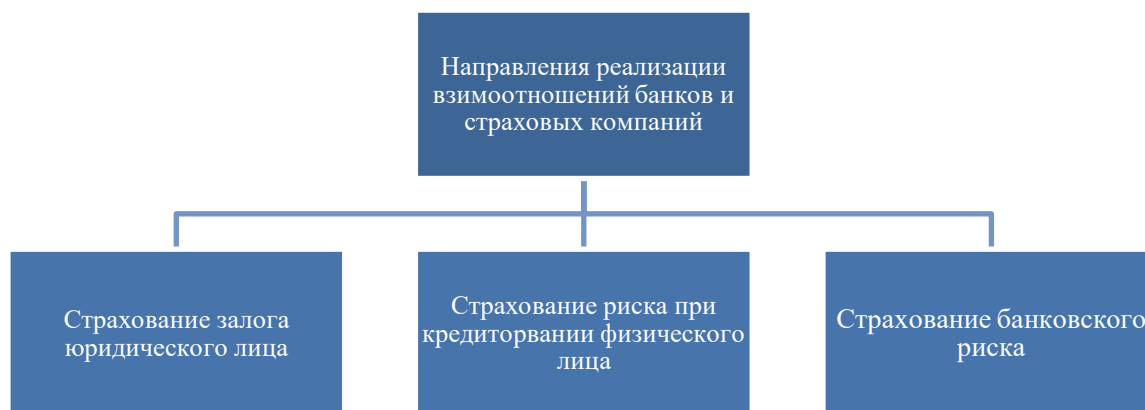 Направления реализации
взимоотношений банков и
страховых компаний
Страхование залога
юридического лица
Страхование риска при
кредиторвании физического
лица
Страхование банковского
риска